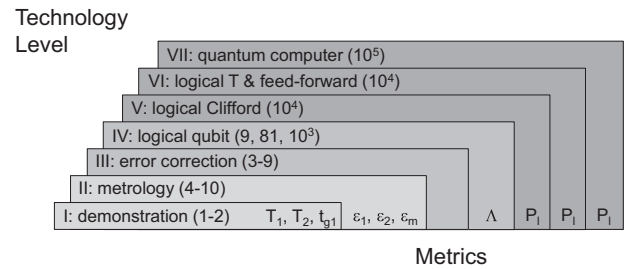 Technology
Level
VII: quantum computer (10⁵)
VI: logical T & feed-forward (10⁴)
V: logical Clifford (10⁴)
IV: logical qubit (9, 81, 10³)
III: error correction (3-9)
II: metrology (4-10)
I: demonstration (1-2) T₁, T₂, t_g1 ε₁, ε₂, ε_m Λ P_l P_l P_l
Metrics